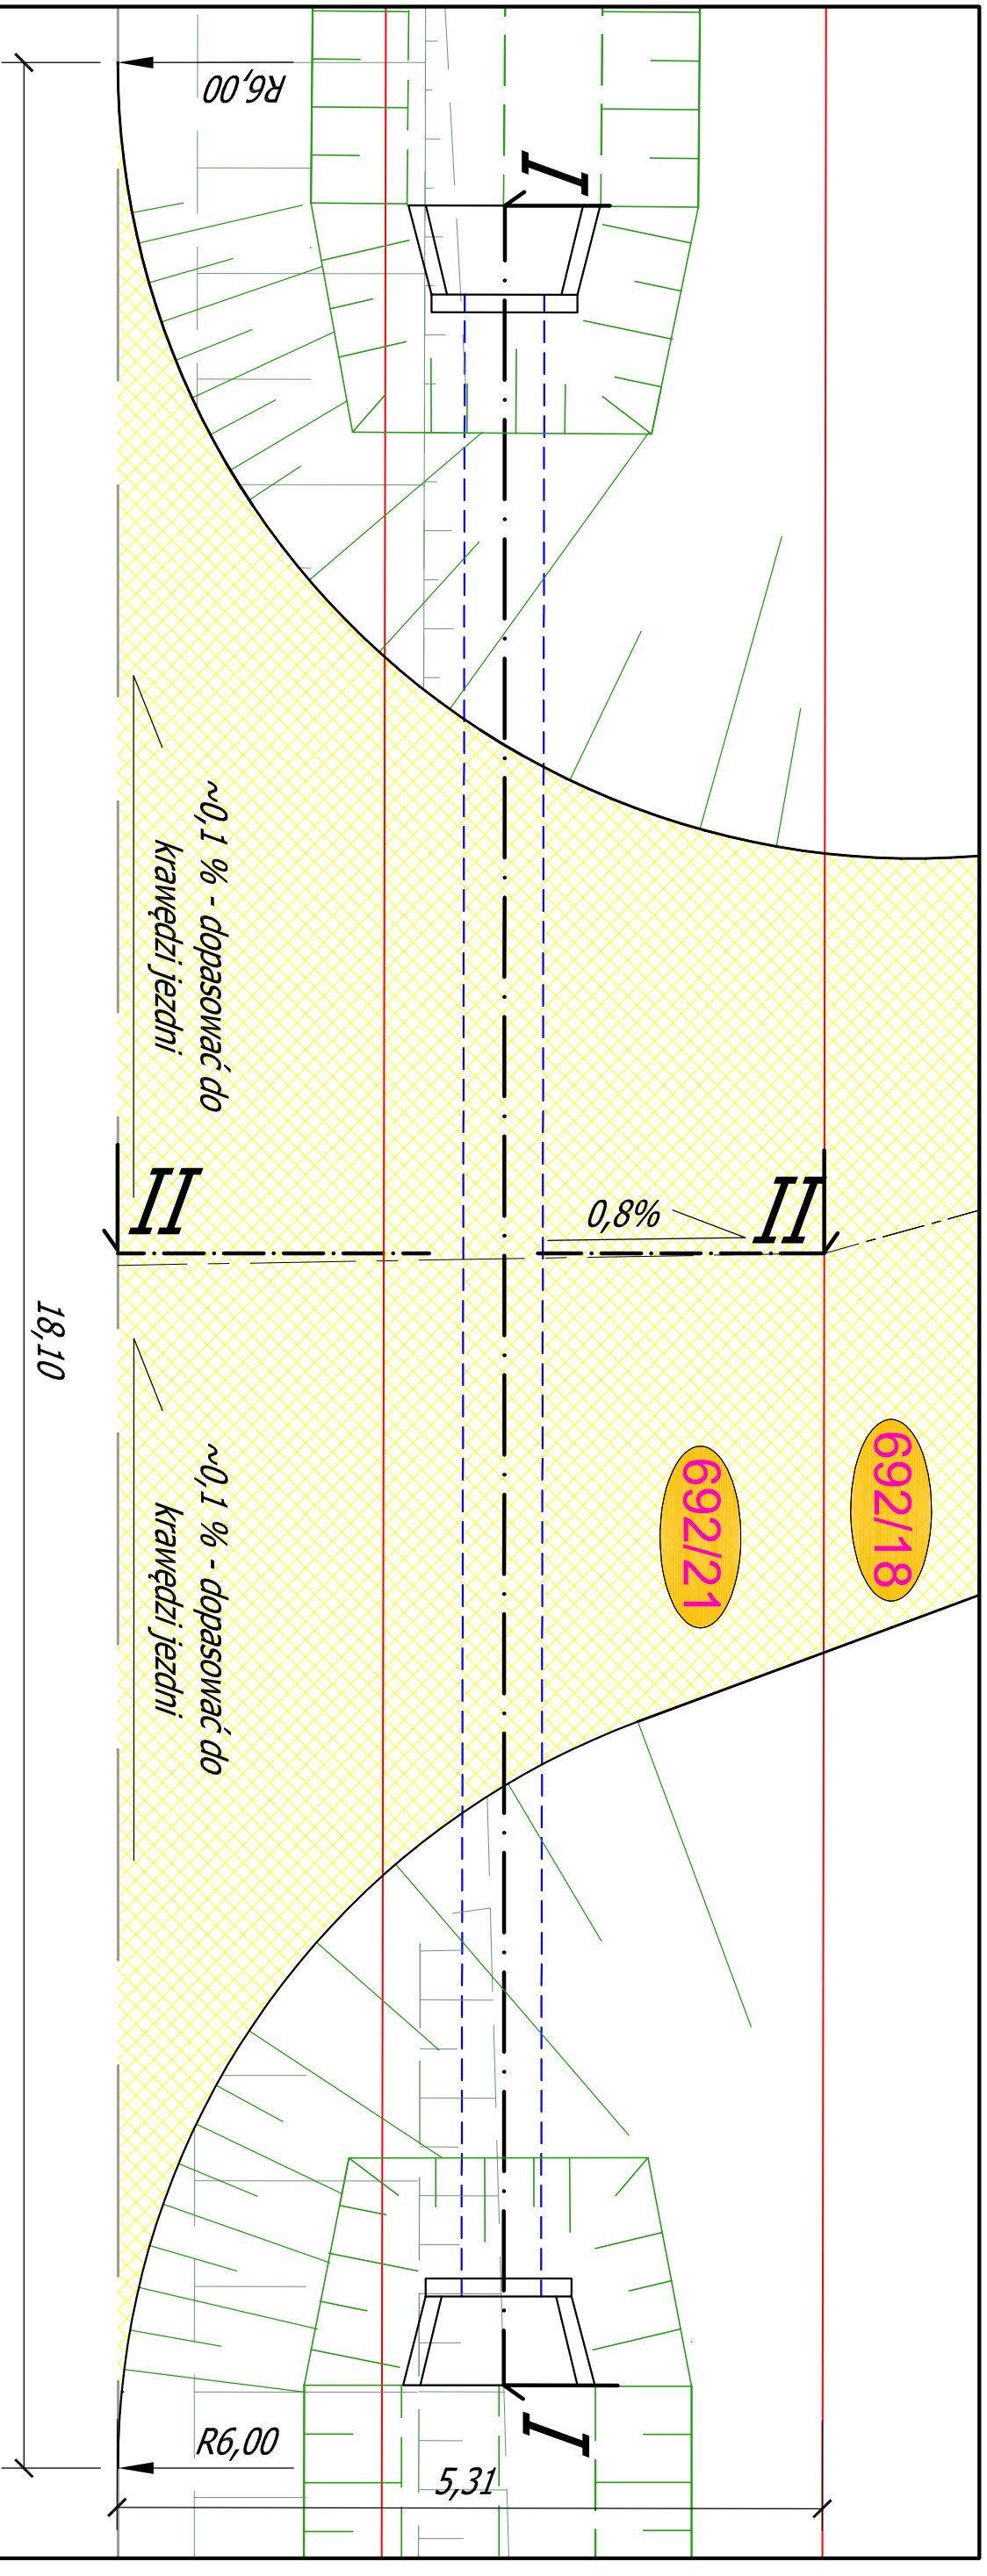 R6,00
I
~0,1 % - dopasować do
krawędzi jezdni
II
0,8%
II
18,10
692/18
692/21
~0,1 % - dopasować do
krawędzi jezdni
R6,00
I
5,31